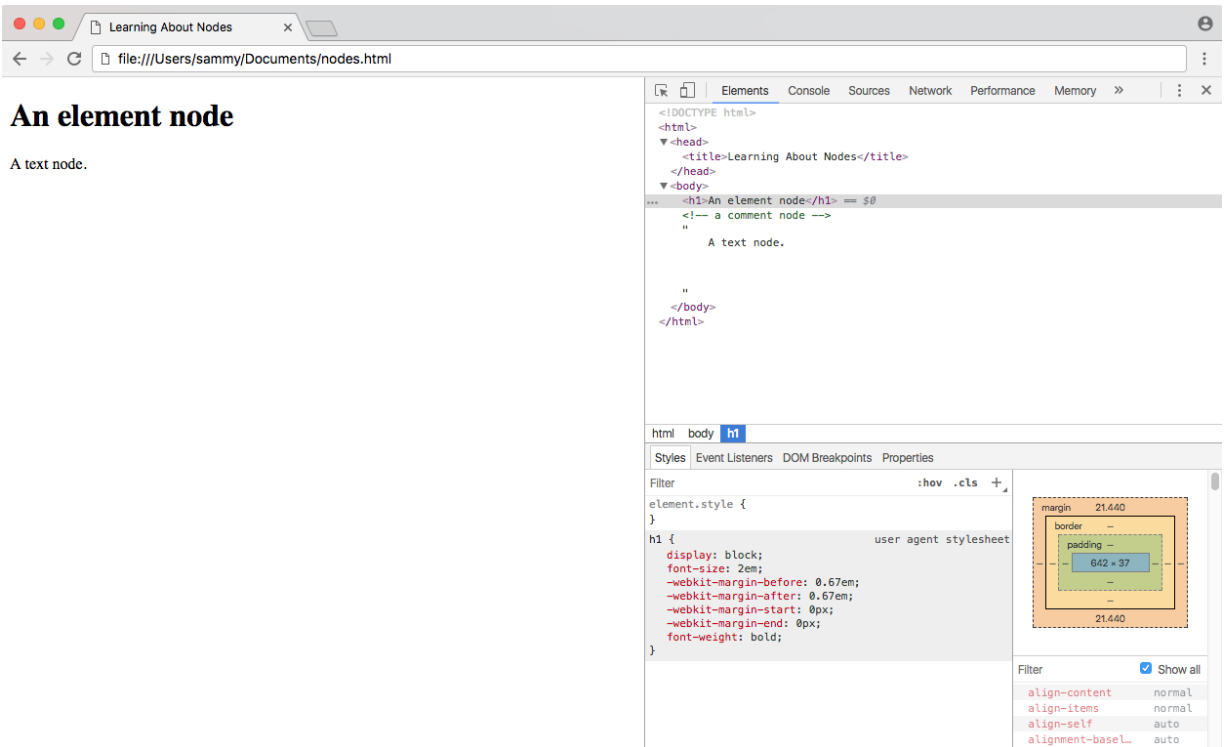 Learning About Nodes
file:///Users/sammy/Documents/nodes.html
An element node
A text node.
Elements Console Sources Network Performance Memory »
<!DOCTYPE html>
<html>
▼<head>
<title>Learning About Nodes</title>
</head>
▼<body>
... <h1>An element node</h1> == $0
<!-- a comment node -->
"
A text node.
"
</body>
</html>
html body h1
Styles Event Listeners DOM Breakpoints Properties
Filter :hov .cls +
element.style {
}
h1 { user agent stylesheet
display: block;
font-size: 2em;
-webkit-margin-before: 0.67em;
-webkit-margin-after: 0.67em;
-webkit-margin-start: 0px;
-webkit-margin-end: 0px;
font-weight: bold;
}
margin 21.440
border –
padding –
– – – 642 × 37 – – –
–
–
21.440
Filter Show all
align-content normal
align-items normal
align-self auto
alignment-basel… auto